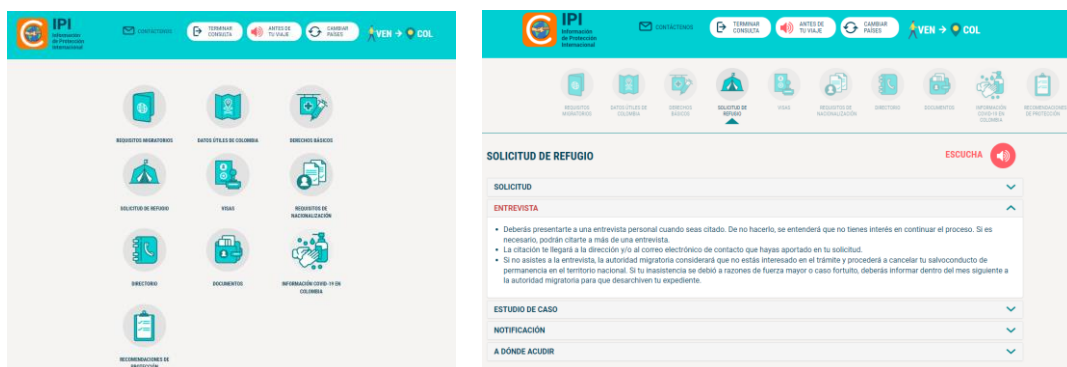 IPI
Información
de Protección
Internacional
CONTÁCTENOS
TERMINAR
CONSULTA
ANTES DE
TU VIAJE
CAMBIAR
PAÍSES
VEN → COL
REQUISITOS MIGRATORIOS
DATOS ÚTILES DE COLOMBIA
DERECHOS BÁSICOS
SOLICITUD DE REFUGIO
VISAS
REQUISITOS DE
NACIONALIZACIÓN
DIRECTORIO
DOCUMENTOS
INFORMACIÓN COVID-19 EN
COLOMBIA
RECOMENDACIONES DE
PROTECCIÓN
IPI
Información
de Protección
Internacional
CONTÁCTENOS
TERMINAR
CONSULTA
ANTES DE
TU VIAJE
CAMBIAR
PAÍSES
VEN → COL
REQUISITOS
MIGRATORIOS
DATOS ÚTILES DE
COLOMBIA
DERECHOS
BÁSICOS
SOLICITUD DE
REFUGIO
VISAS
REQUISITOS DE
NACIONALIZACIÓN
DIRECTORIO
DOCUMENTOS
INFORMACIÓN
COVID-19 EN
COLOMBIA
RECOMENDACIONES
DE PROTECCIÓN
SOLICITUD DE REFUGIO
ESCUCHA
SOLICITUD
ENTREVISTA
• Deberás presentarte a una entrevista personal cuando seas citado. De no hacerlo, se entenderá que no tienes interés en continuar el proceso. Si es
necesario, podrán citarte a más de una entrevista.
• La citación te llegará a la dirección y/o al correo electrónico de contacto que hayas aportado en tu solicitud.
• Si no asistes a la entrevista, la autoridad migratoria considerará que no estás interesado en el trámite y procederá a cancelar tu salvoconducto de
permanencia en el territorio nacional. Si tu inasistencia se debió a razones de fuerza mayor o caso fortuito, deberás informar dentro del mes siguiente a
la autoridad migratoria para que desarchiven tu expediente.
ESTUDIO DE CASO
NOTIFICACIÓN
A DÓNDE ACUDIR